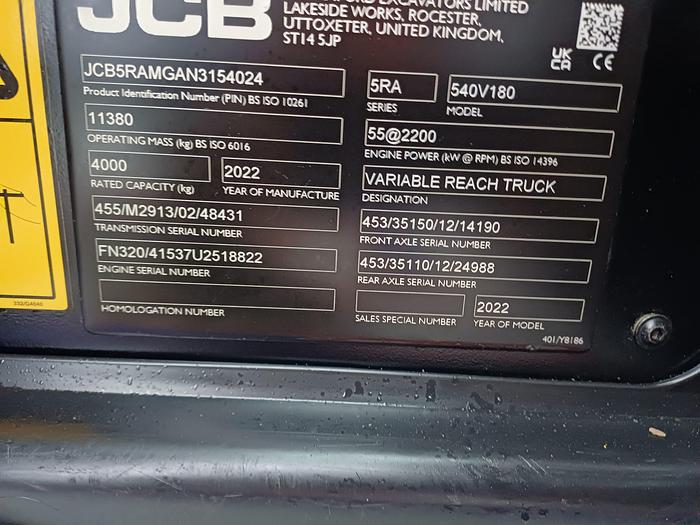 JCB
EXCAVATORS LIMITED
LAKESIDE WORKS, ROCESTER,
UTTOXETER, UNITED KINGDOM,
ST14 5JP
UK
CA
CE
JCB5RAMGAN3154024
Product Identification Number (PIN) BS ISO 10261
5RA
SERIES
540V180
MODEL
11380
OPERATING MASS (kg) BS ISO 6016
55@2200
ENGINE POWER (kW @ RPM) BS ISO 14396
4000
RATED CAPACITY (kg)
2022
YEAR OF MANUFACTURE
VARIABLE REACH TRUCK
DESIGNATION
455/M2913/02/48431
TRANSMISSION SERIAL NUMBER
453/35150/12/14190
FRONT AXLE SERIAL NUMBER
FN320/41537U2518822
ENGINE SERIAL NUMBER
453/35110/12/24988
REAR AXLE SERIAL NUMBER
HOMOLOGATION NUMBER
SALES SPECIAL NUMBER
2022
YEAR OF MODEL
401/Y8186